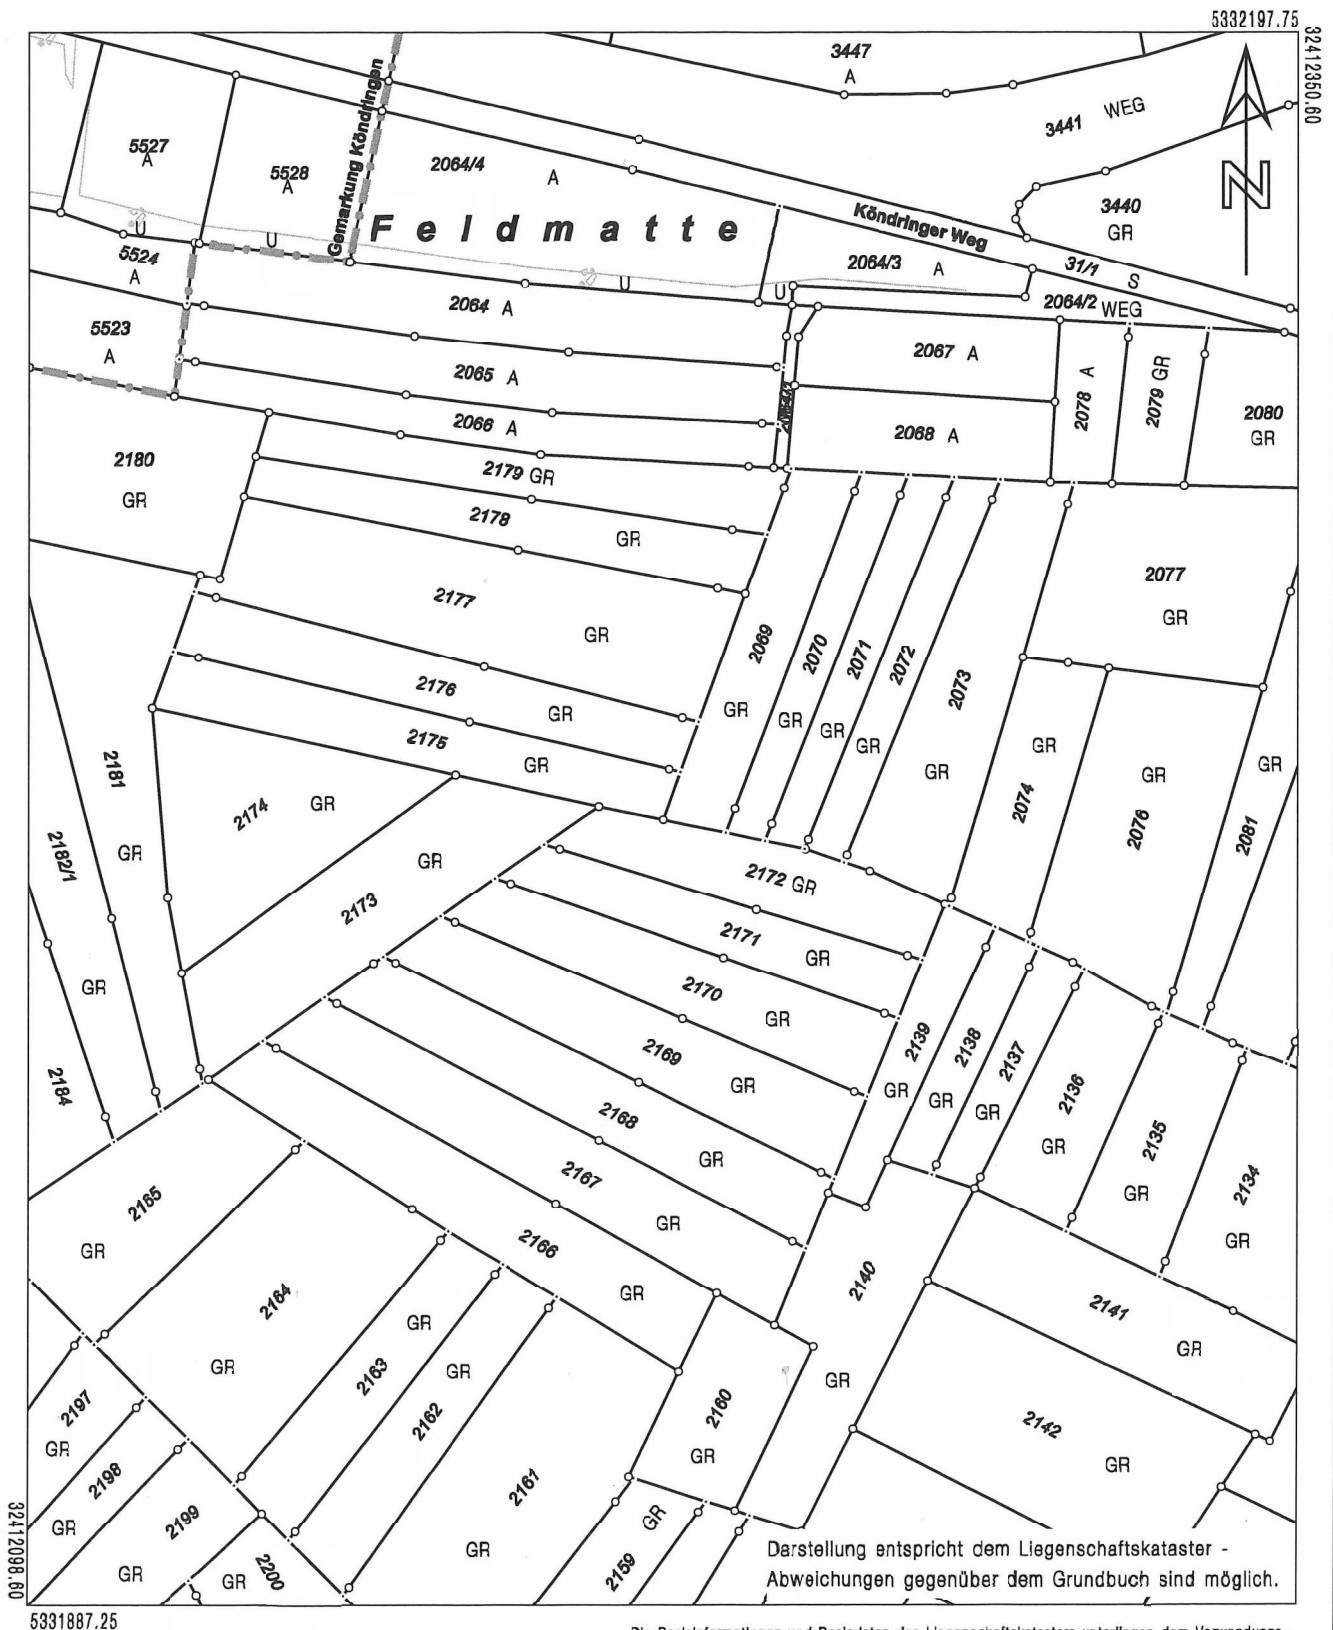 5332197.75
32412350.60
3447
A
3441 WEG
Gemarkung Köndringen
5527
A
5528
A
2064/4 A
3440
GR
N
Feldmatte
Köndringer Weg
U
U
5524
A
2064/3 A
31/1 S
U
U
2064 A
2064/2 WEG
5523
A
2067 A
2065 A
2078 A
2079 GR
2080
GR
2066 A
2068 A
2180
GR
2179 GR
2178
GR
2077
GR
2177
GR
2069
GR
2070
GR
2071
GR
2072
GR
2073
GR
2176
GR
2175
GR
2074
GR
2076
GR
2081
GR
2181
GR
2174
GR
2182/1
GR
2173
GR
2172 GR
2171
GR
2170
GR
2169
GR
2139
GR
2138
GR
2137
GR
2136
GR
2135
GR
2134
GR
2184
2168
GR
2167
GR
2165
GR
2166
GR
2140
GR
2141
GR
2164
GR
2163
GR
2162
GR
2160
GR
2142
GR
2197
GR
2198
GR
2199
GR
2200
GR
2161
GR
2159
GR
Darstellung entspricht dem Liegenschaftskataster -
Abweichungen gegenüber dem Grundbuch sind möglich.
32412098.60
5331887.25